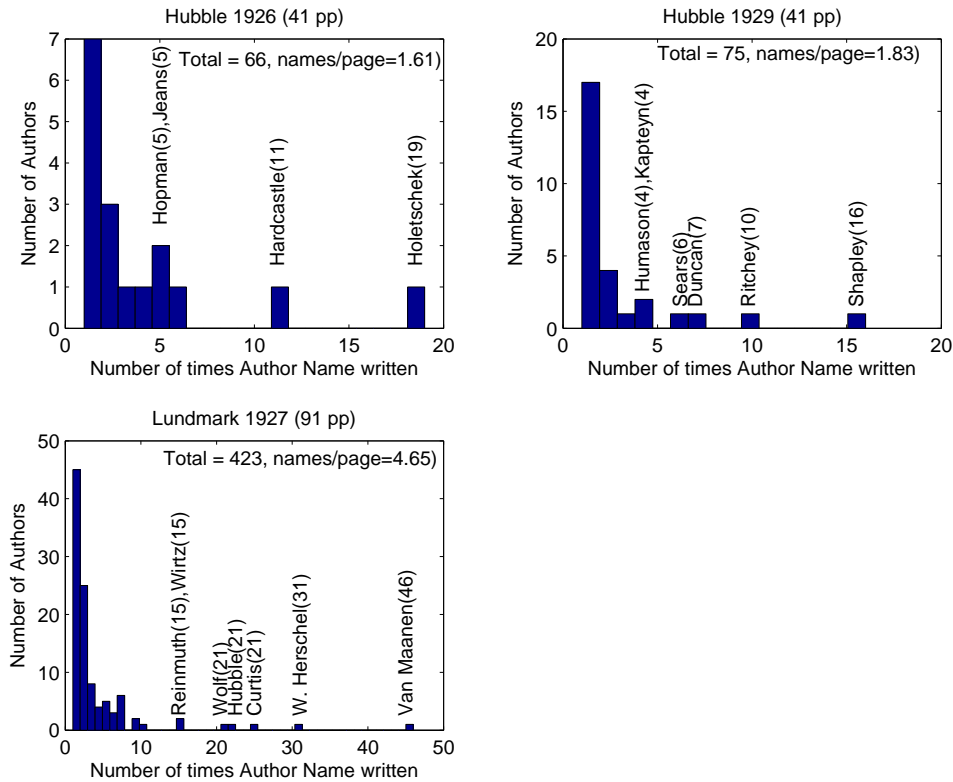 Hubble 1926 (41 pp)
Total = 66, names/page=1.61)
7
6
5
4
3
2
1
0
Number of Authors
Hopman(5),Jeans(5)
Hardcastle(11)
Holetschek(19)
0 5 10 15 20
Number of times Author Name written
Hubble 1929 (41 pp)
Total = 75, names/page=1.83)
20
15
10
5
0
Number of Authors
Humason(4),Kapteyn(4)
Sears(6)
Duncan(7)
Ritchey(10)
Shapley(16)
0 5 10 15 20
Number of times Author Name written
Lundmark 1927 (91 pp)
Total = 423, names/page=4.65)
50
40
30
20
10
0
Number of Authors
Reinmuth(15),Wirtz(15)
Wolf(21)
Hubble(21)
Curtis(21)
W. Herschel(31)
Van Maanen(46)
0 10 20 30 40 50
Number of times Author Name written